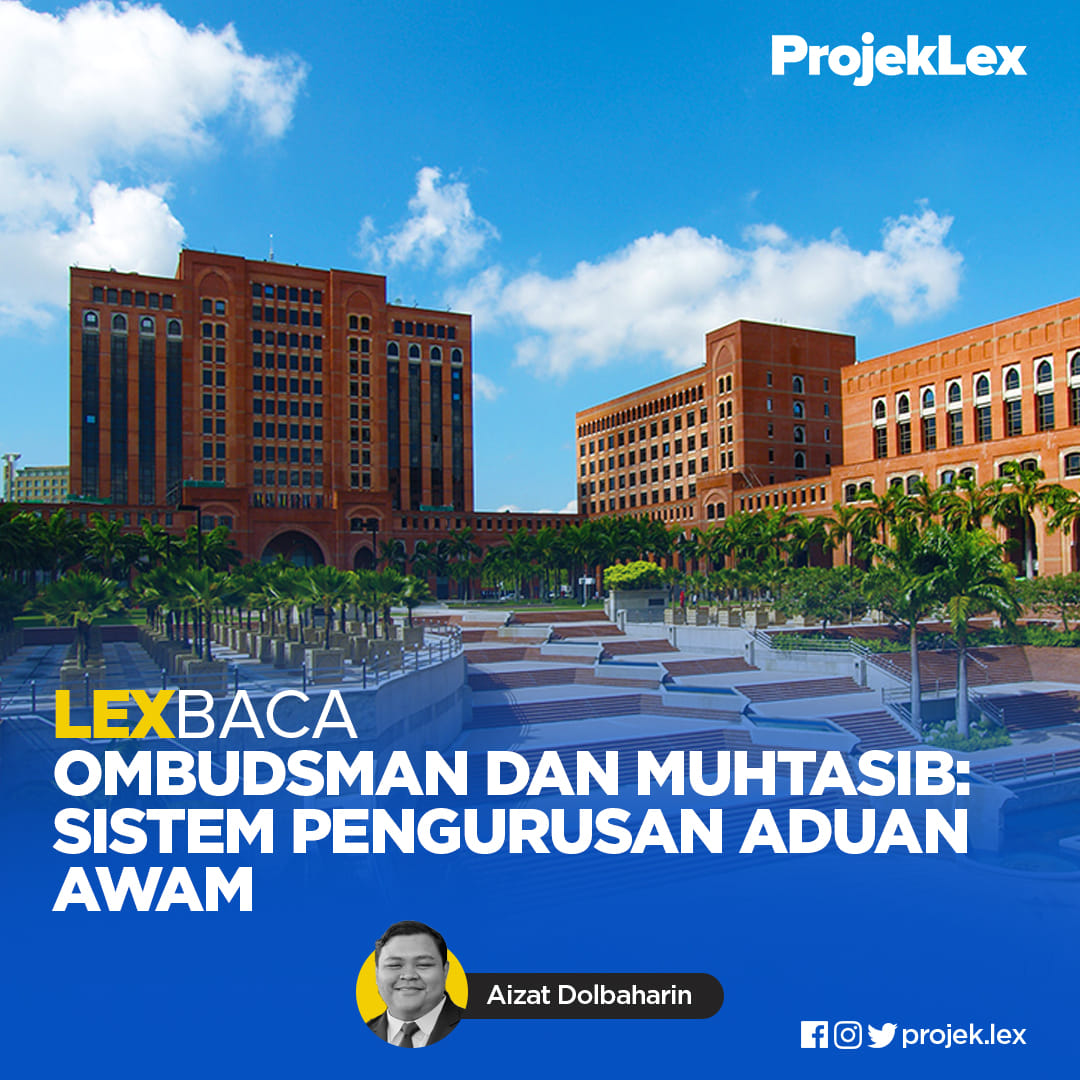 ProjekLex
LEXBACA
OMBUDSMAN DAN MUHTASIB:
SISTEM PENGURUSAN ADUAN
AWAM
Aizat Dolbaharin
projek.lex